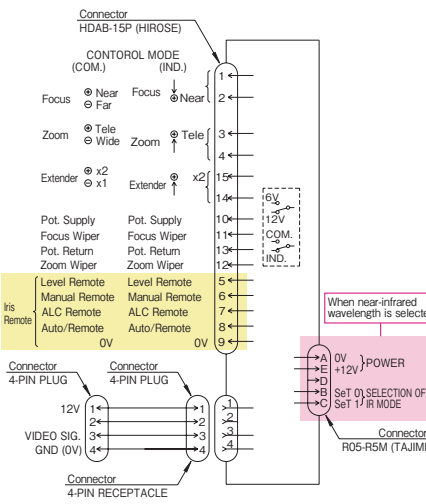 Connector
HDAB-15P (HIROSE)
CONTOROL MODE
(COM.) (IND.)
Focus ⊕ Near ⊖ Far Focus ⊕ Near 1 2
Zoom ⊕ Tele ⊖ Wide Zoom ⊕ Tele 3 4
Extender ⊕ x2 ⊖ x1 Extender ⊕ x2 15 14
6V
12V
COM.
IND.
Pot. Supply Pot. Supply 10
Focus Wiper Focus Wiper 11
Pot. Return Pot. Return 13
Zoom Wiper Zoom Wiper 12
Iris Remote
Level Remote Level Remote 5
Manual Remote Manual Remote 6
ALC Remote ALC Remote 7
Auto/Remote Auto/Remote 8
0V 0V 9
When near-infrared
wavelength is selecte
A 0V
E +12V POWER
D
B SeT 0 SELECTION OF
C SeT 1 IR MODE
Connector
R05-R5M (TAJIMI
Connector
4-PIN PLUG
Connector
4-PIN PLUG
12V 1 1 1
2 2 2
VIDEO SIG. 3 3 3
GND (0V) 4 4 4
Connector
4-PIN RECEPTACLE